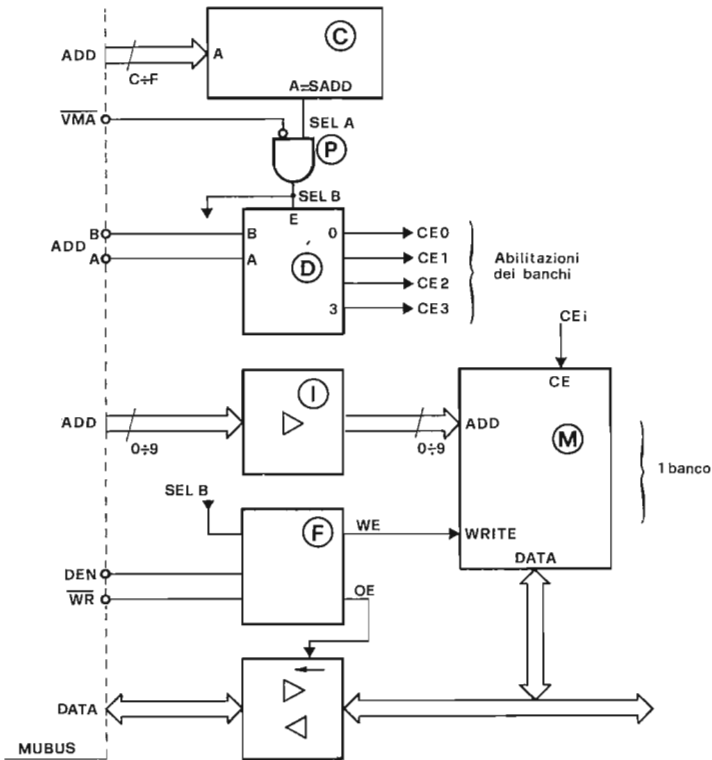 C
ADD
A
C÷F
A=SADD
VMA
SEL A
P
SEL B
E
B
B
0
CE0
ADD
A
A
D
CE1
CE2
3
CE3
Abilitazioni
dei banchi
CEi
CE
I
ADD
0÷9
0÷9
ADD
M
1 banco
SEL B
F
WE
WRITE
DATA
DEN
WR
OE
DATA
MUBUS